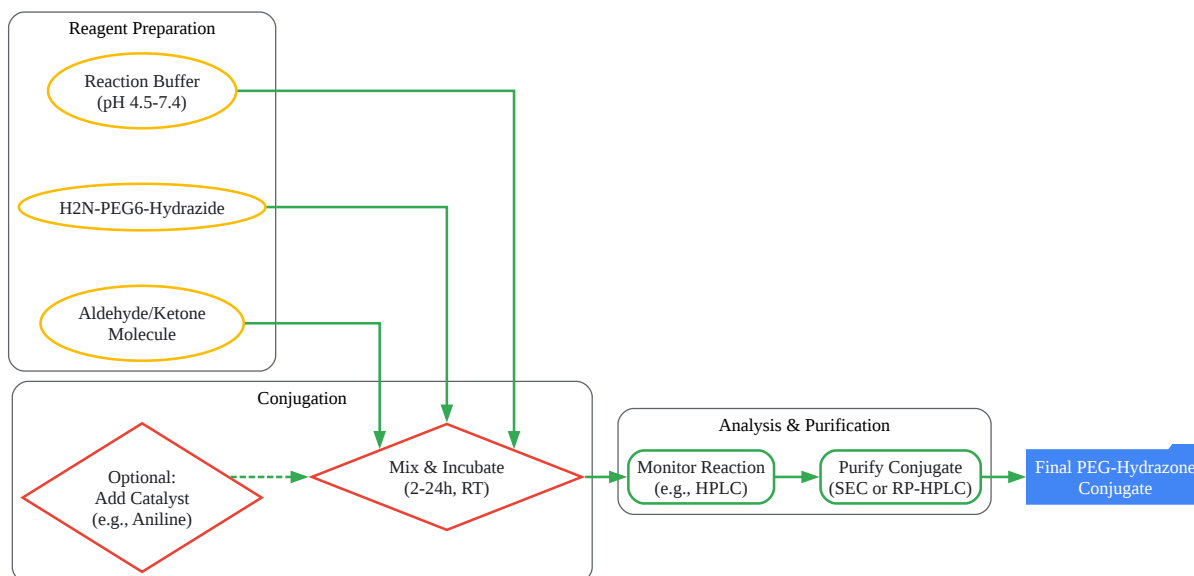 Reagent Preparation
Reaction Buffer
(pH 4.5-7.4)
H2N-PEG6-Hydrazide
Aldehyde/Ketone
Molecule
Conjugation
Optional:
Add Catalyst
(e.g., Aniline)
Mix & Incubate
(2-24h, RT)
Analysis & Purification
Monitor Reaction
(e.g., HPLC)
Purify Conjugate
(SEC or RP-HPLC)
Final PEG-Hydrazone
Conjugate